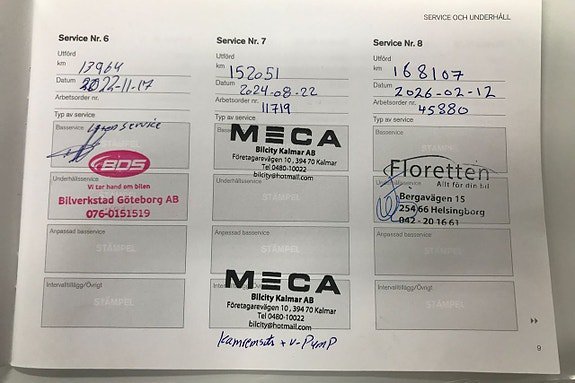 SERVICE OCH UNDERHÅLL
Service Nr. 6
Utförd
km 13964
Datum 2022-11-17
Arbetsorder nr.
Typ av service
Basservice
service
BDS
Underhållsservice
Vi tar hand om bilen
Bilverkstad Göteborg AB
076-0151519
Anpassad basservice
STÄMPEL
Intervalltillägg/Övrigt
STÄMPEL
Service Nr. 7
Utförd
km 152051
Datum 2024-08-22
Arbetsorder nr. 11719
Typ av service
MECA
Bilcity Kalmar AB
Företagarevägen 10, 394 70 Kalmar
Tel 0480-10022
bilcity@hotmail.com
Underhållsservice
STÄMPEL
Anpassad basservice
STÄMPEL
MECA
Bilcity Kalmar AB
Företagarevägen 10, 394 70 Kalmar
Tel 0480-10022
bilcity@hotmail.com
Kamremsats + v-Pump
Service Nr. 8
Utförd
km 168107
Datum 2026-02-12
Arbetsorder nr. 45880
Typ av service
Basservice
Floretten
Allt för din bil
Underhållsservice
Bergavägen 15
254 66 Helsingborg
042 - 20 16 61
Anpassad basservice
STÄMPEL
Intervalltillägg/Övrigt
STÄMPEL
9